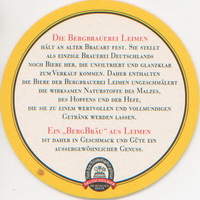 Die Bergbrauerei Leimen
hält an alter Brauart fest. Sie stellt
als einzige Brauerei Deutschlands
noch Biere her, die unfiltriert und glanzklar
zum Verkauf kommen. Daher enthalten
die Biere der Bergbrauerei Leimen ungeschmälert
die wirksamen Naturstoffe des Malzes,
des Hopfens und der Hefe,
die sie zu einem wertvollen und vollmundigen
Getränk werden lassen.
Ein „BergBräu" aus Leimen
ist daher in Geschmack und Güte ein
aussergewöhnlicher Genuss.